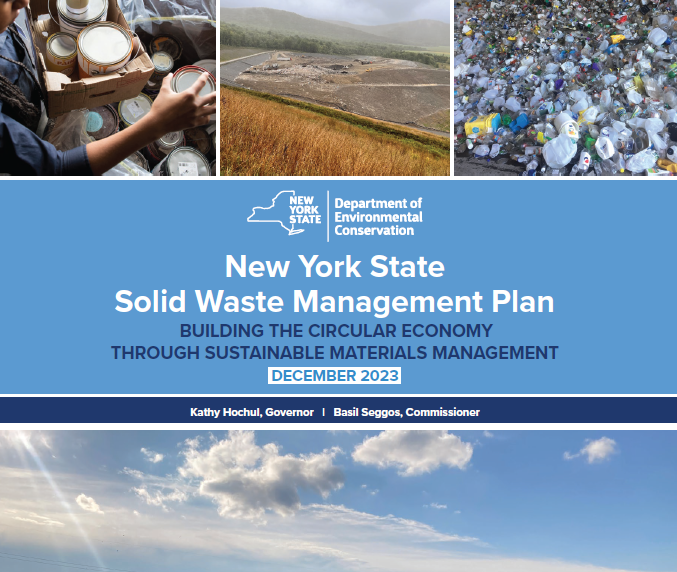 NEW
YORK
STATE
Department of
Environmental
Conservation
New York State
Solid Waste Management Plan
BUILDING THE CIRCULAR ECONOMY
THROUGH SUSTAINABLE MATERIALS MANAGEMENT
DECEMBER 2023
Kathy Hochul, Governor | Basil Seggos, Commissioner